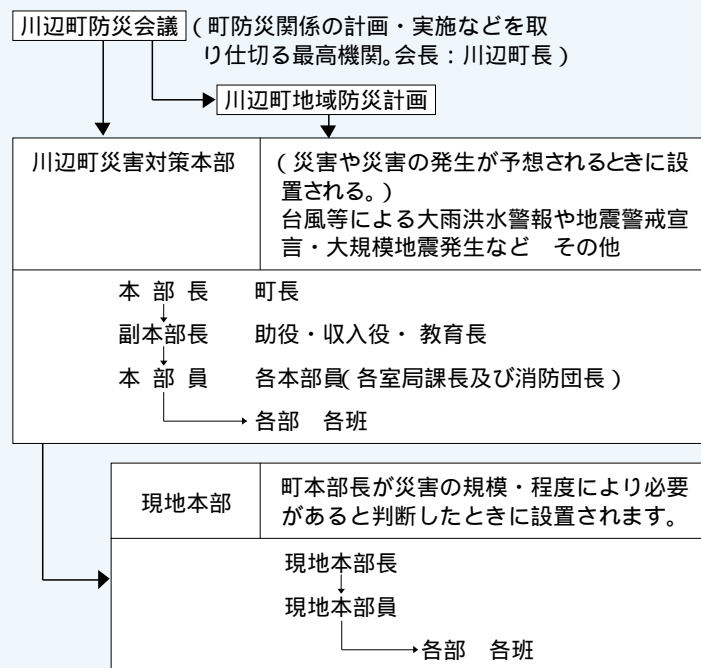 川辺町防災会議 (町防災関係の計画・実施などを取
り仕切る最高機関。会長:川辺町長)
川辺町地域防災計画
川辺町災害対策本部
(災害や災害の発生が予想されるときに設
置される。)
台風等による大雨洪水警報や地震警戒宣
言・大規模地震発生など その他
本 部 長 町長
副本部長 助役・収入役・ 教育長
本 部 員 各本部員(各室局課長及び消防団長)
各部 各班
現地本部
町本部長が災害の規模・程度により必要
があると判断したときに設置されます。
現地本部長
現地本部員
各部 各班